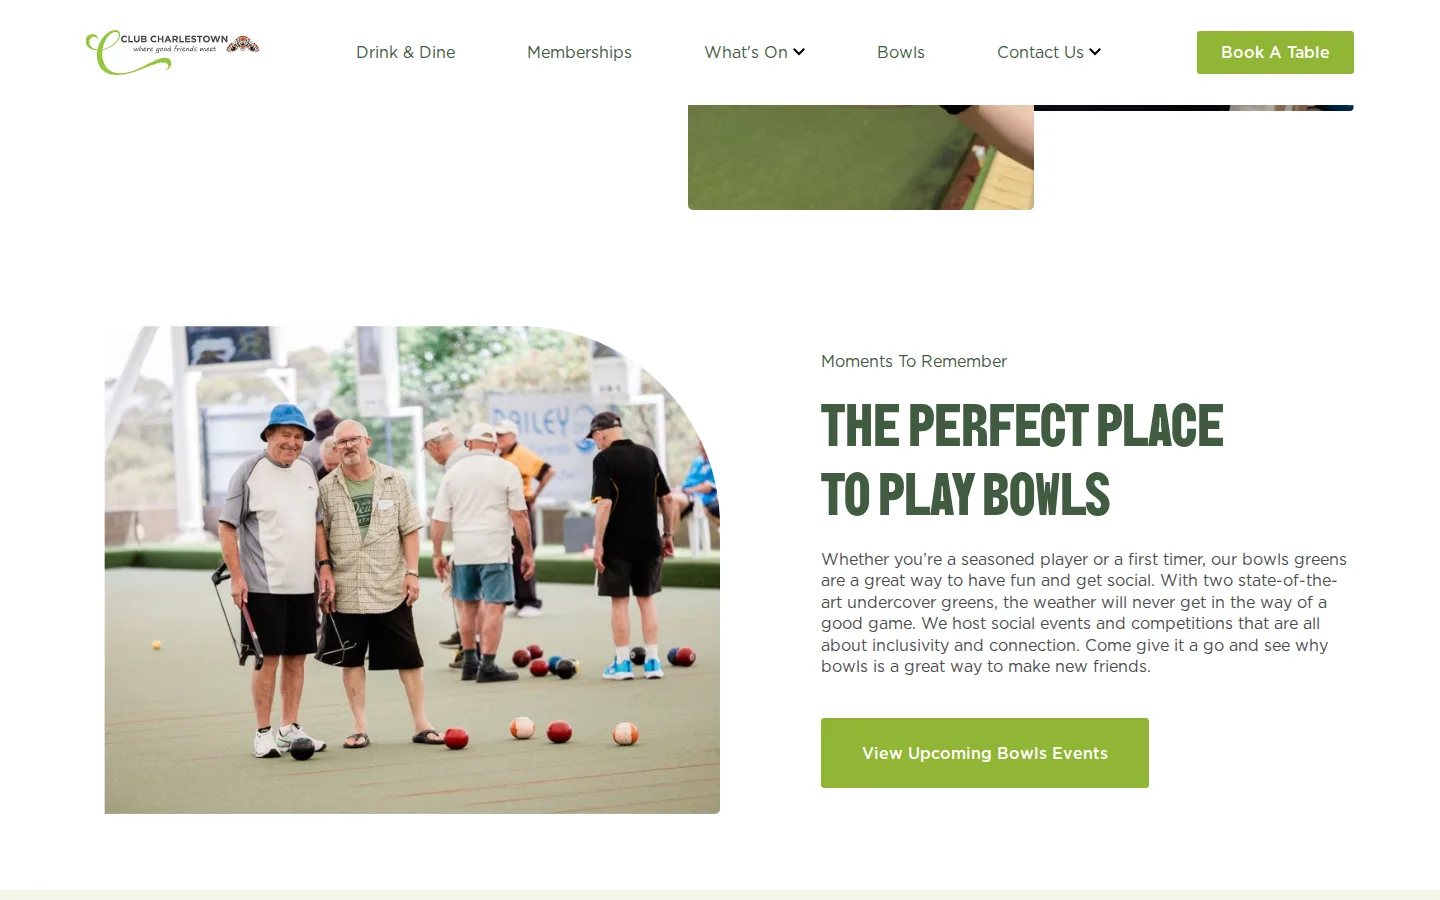 CLUB CHARLESTOWN
where good friends meet
Drink & Dine
Memberships
What's On
Bowls
Contact Us
Book A Table
Moments To Remember
THE PERFECT PLACE
TO PLAY BOWLS
Whether you're a seasoned player or a first timer, our bowls greens
are a great way to have fun and get social. With two state-of-the-
art undercover greens, the weather will never get in the way of a
good game. We host social events and competitions that are all
about inclusivity and connection. Come give it a go and see why
bowls is a great way to make new friends.
View Upcoming Bowls Events